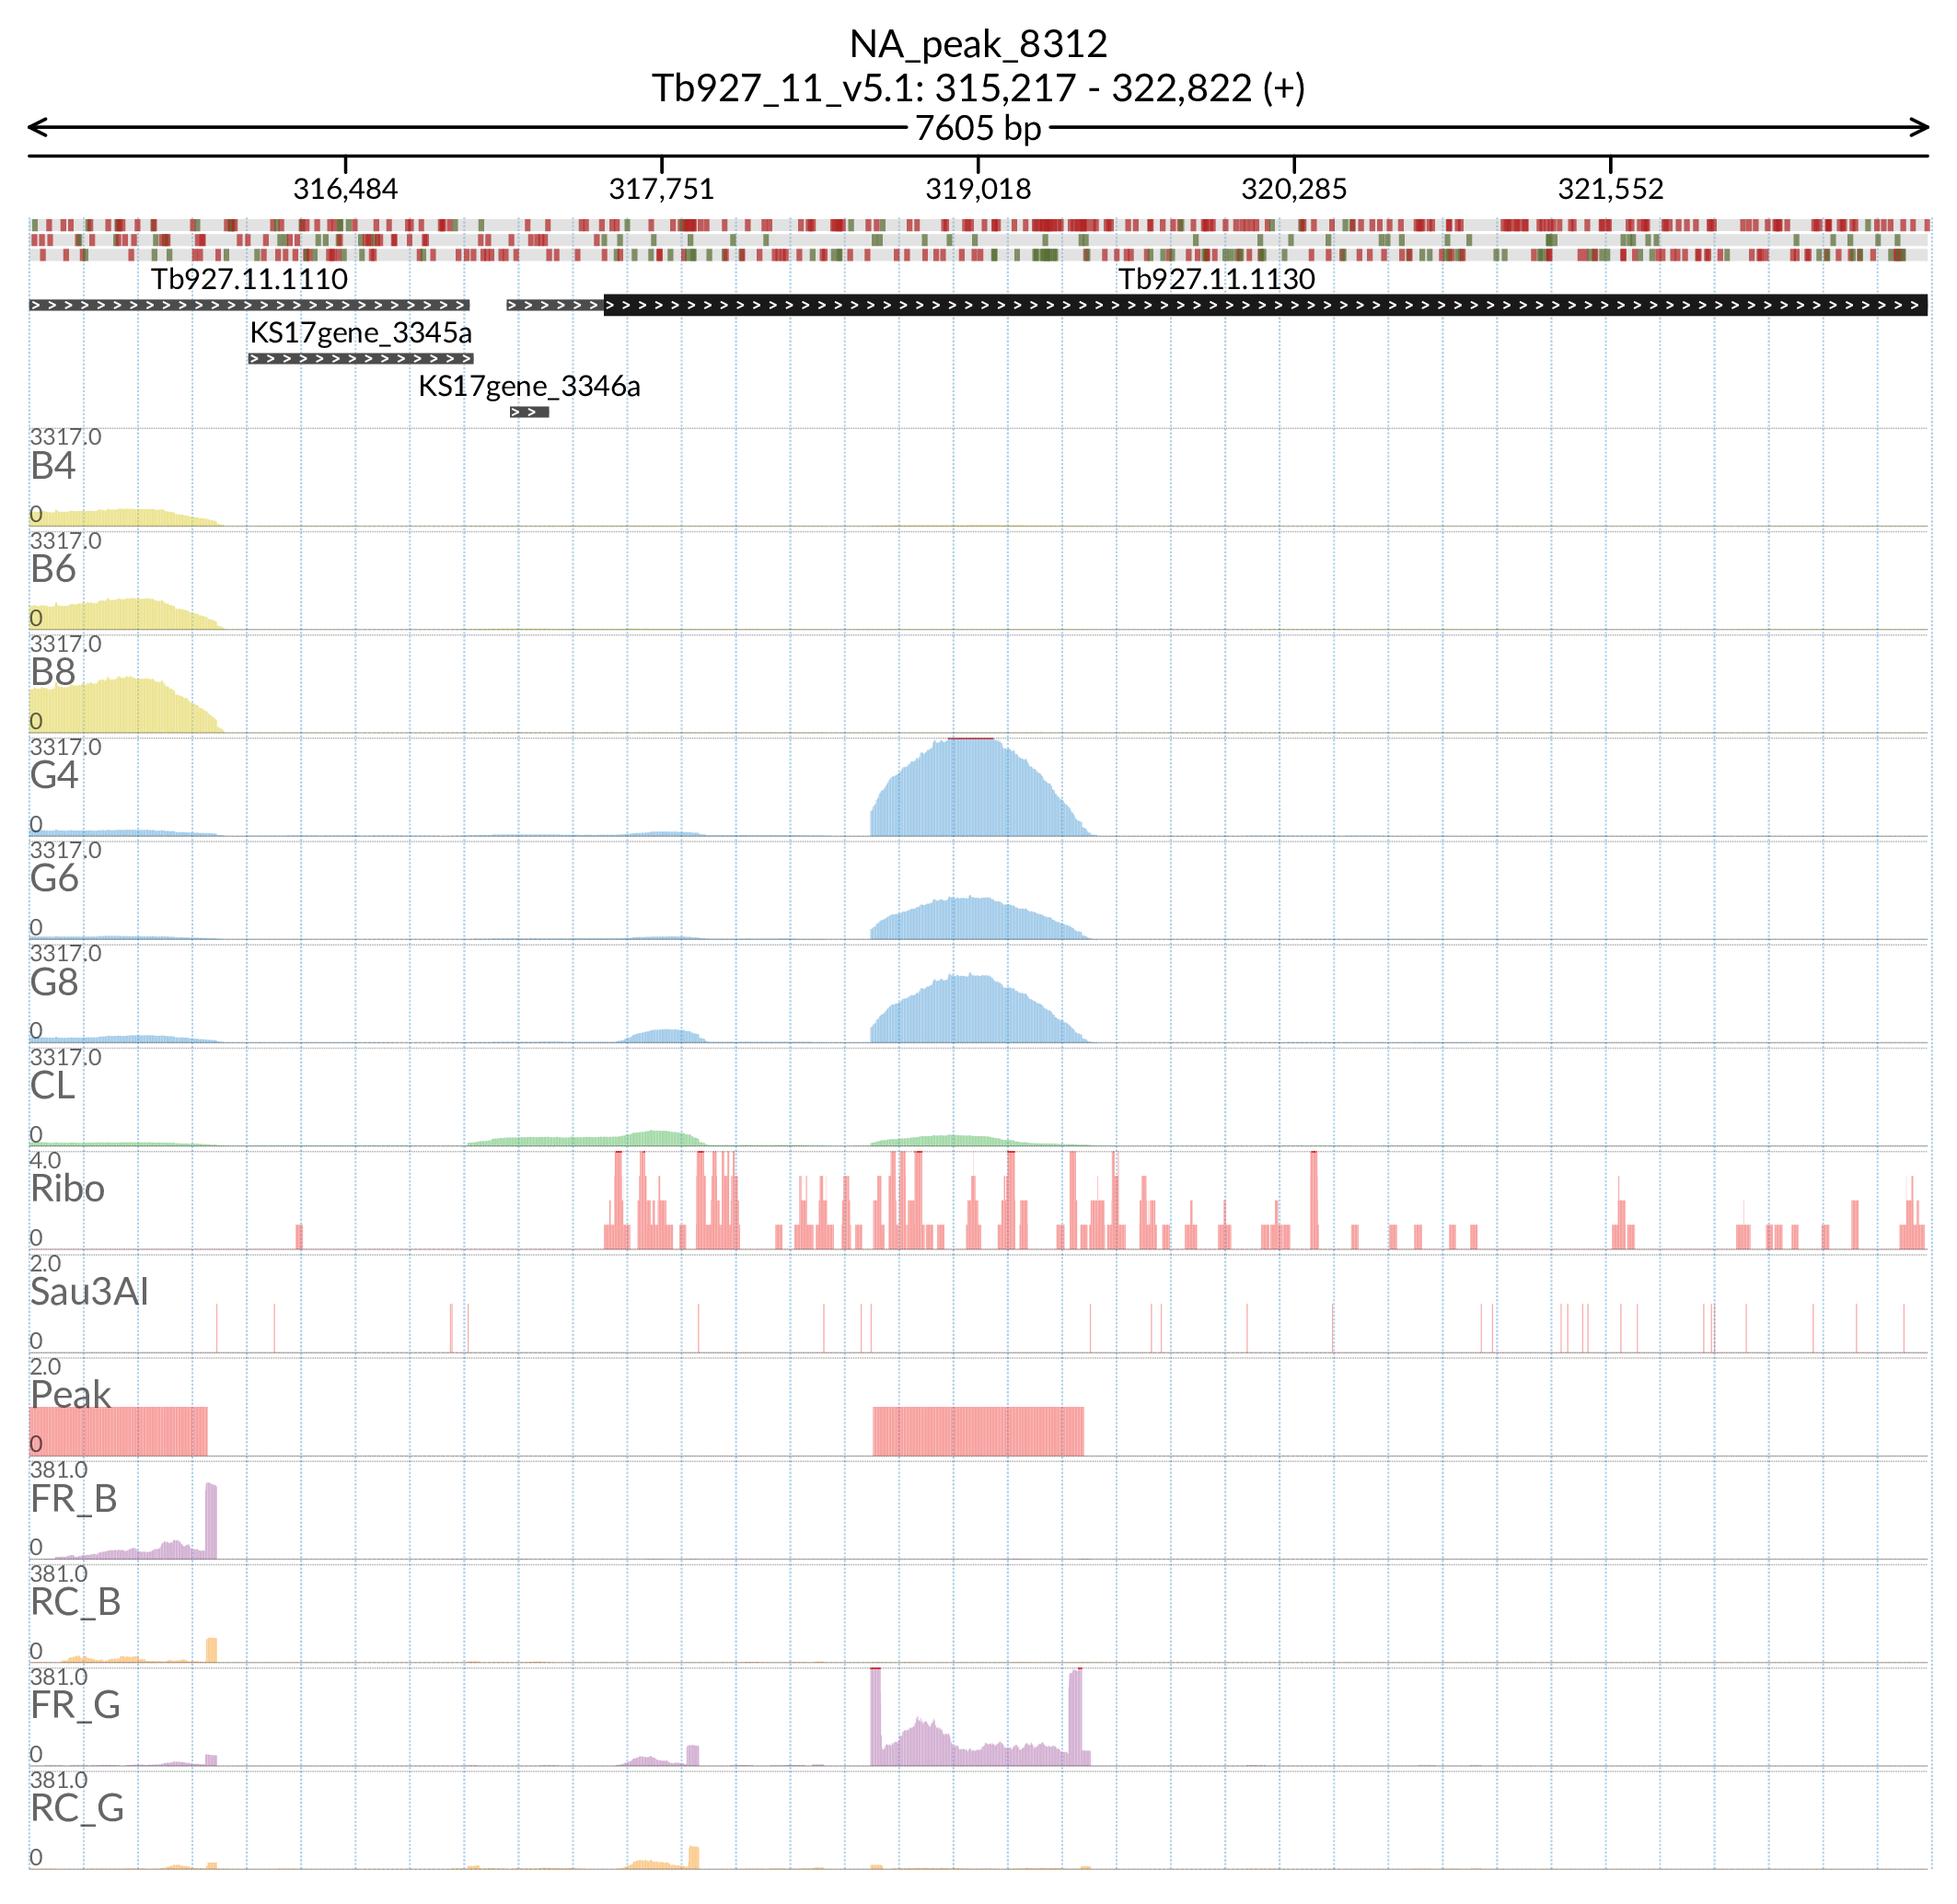 NA_peak_8312
Tb927_11_v5.1: 315,217 - 322,822 (+)
7605 bp
316,484 317,751 319,018 320,285 321,552
Tb927.11.1110 Tb927.11.1130
KS17gene_3345a
KS17gene_3346a
3317.0
B4
0
3317.0
B6
0
3317.0
B8
0
3317.0
G4
0
3317.0
G6
0
3317.0
G8
0
3317.0
CL
0
4.0
Ribo
0
2.0
Sau3AI
0
2.0
Peak
0
381.0
FR_B
0
381.0
RC_B
0
381.0
FR_G
0
381.0
RC_G
0